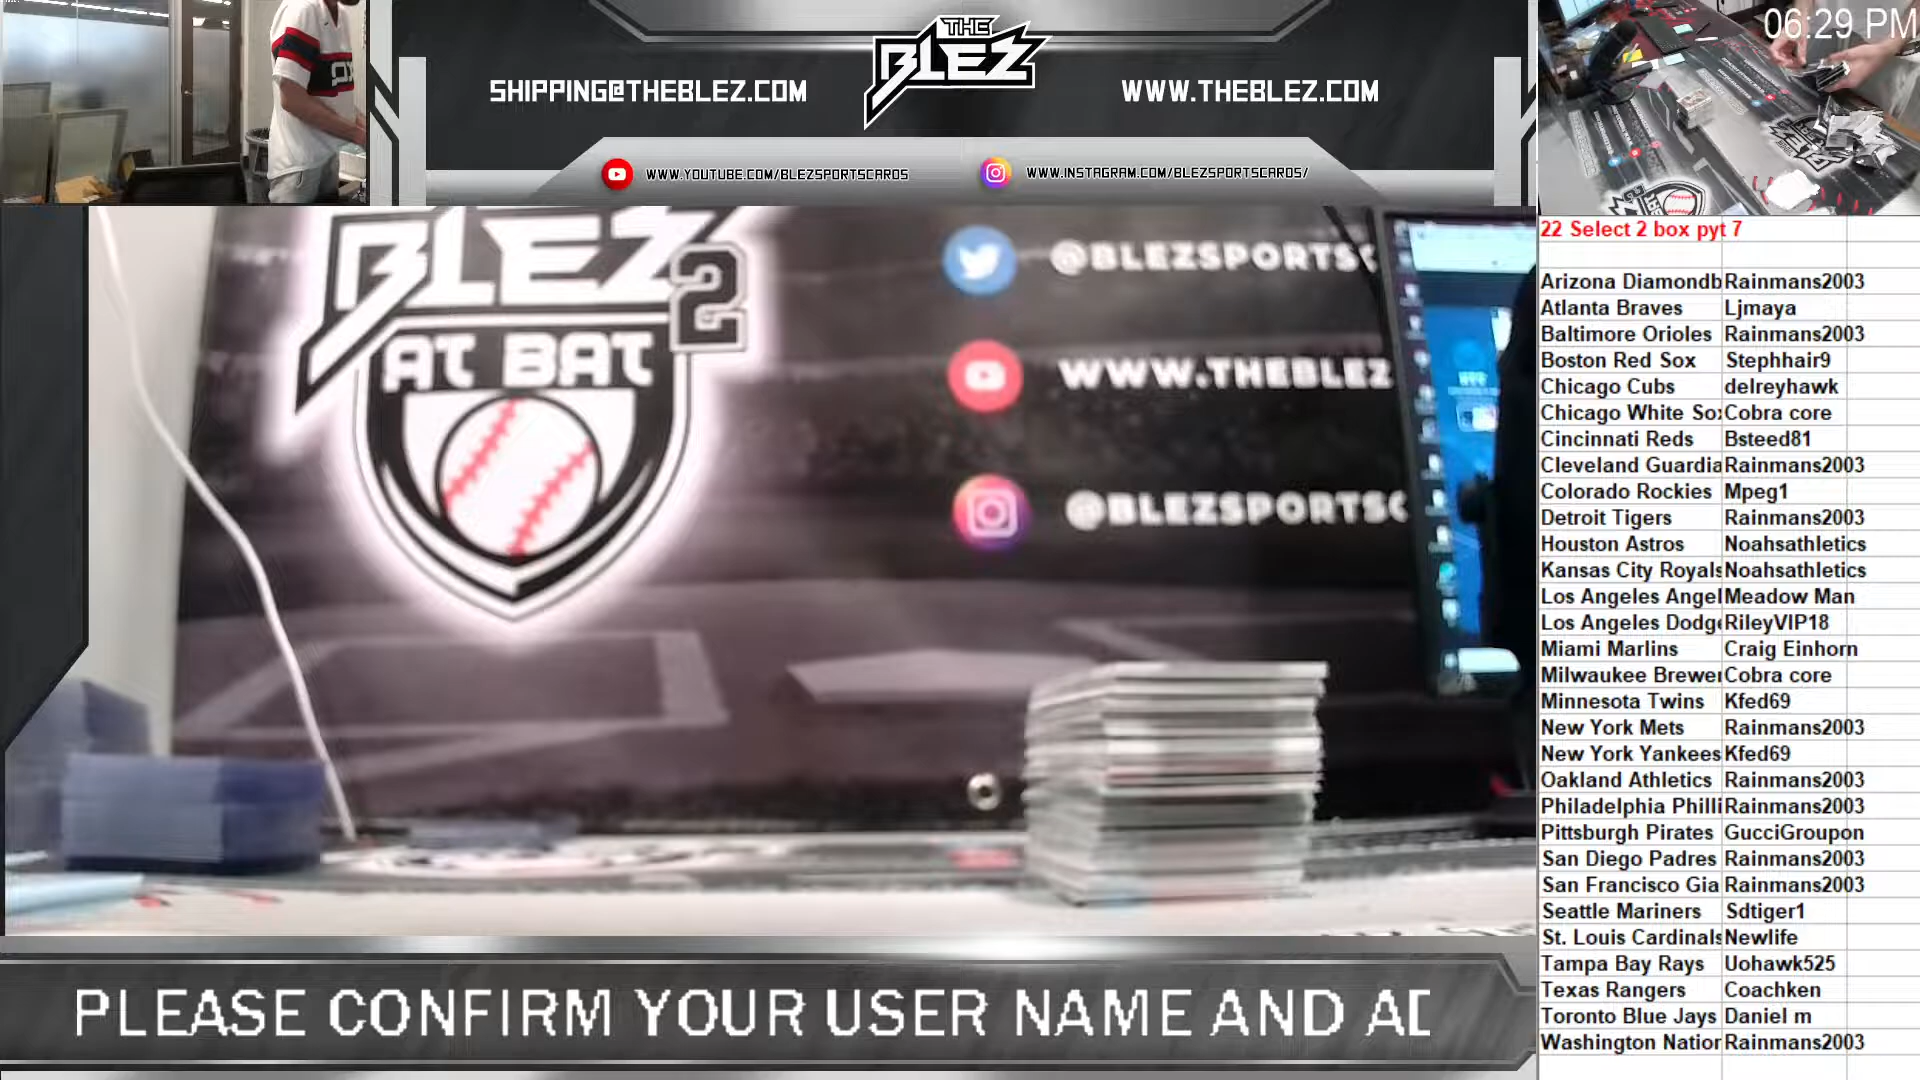 THE
BLEZ
SHIPPING@THEBLEZ.COM
WWW.THEBLEZ.COM
WWW.YOUTUBE.COM/BLEZSPORTSCARDS
WWW.INSTAGRAM.COM/BLEZSPORTSCARDS/
06:29 PM
BLEZ
2
AT BAT
@BLEZSPORTSC
WWW.THEBLEZ
@BLEZSPORTSC
22 Select 2 box pyt 7
Arizona Diamondb Rainmans2003
Atlanta Braves Ljmaya
Baltimore Orioles Rainmans2003
Boston Red Sox Stephhair9
Chicago Cubs delreyhawk
Chicago White Sox Cobra core
Cincinnati Reds Bsteed81
Cleveland Guardia Rainmans2003
Colorado Rockies Mpeg1
Detroit Tigers Rainmans2003
Houston Astros Noahsathletics
Kansas City Royals Noahsathletics
Los Angeles Angel Meadow Man
Los Angeles Dodge RileyVIP18
Miami Marlins Craig Einhorn
Milwaukee Brewer Cobra core
Minnesota Twins Kfed69
New York Mets Rainmans2003
New York Yankees Kfed69
Oakland Athletics Rainmans2003
Philadelphia Philli Rainmans2003
Pittsburgh Pirates GucciGroupon
San Diego Padres Rainmans2003
San Francisco Gia Rainmans2003
Seattle Mariners Sdtiger1
St. Louis Cardinals Newlife
Tampa Bay Rays Uohawk525
Texas Rangers Coachken
Toronto Blue Jays Daniel m
Washington Nation Rainmans2003
PLEASE CONFIRM YOUR USER NAME AND AD